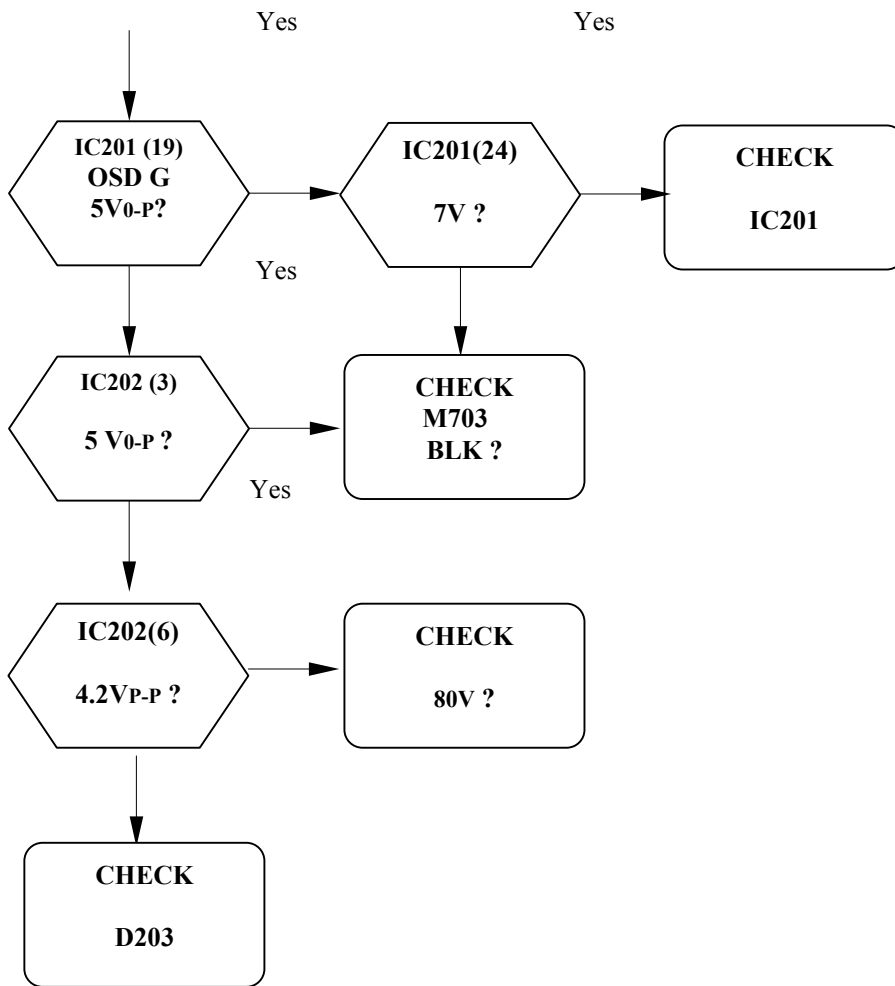 Yes
Yes
IC201 (19)
OSD G
5V0-P?
IC201(24)
7V ?
CHECK
IC201
Yes
IC202 (3)
5 V0-P ?
CHECK
M703
BLK ?
Yes
IC202(6)
4.2VP-P ?
CHECK
80V ?
CHECK
D203